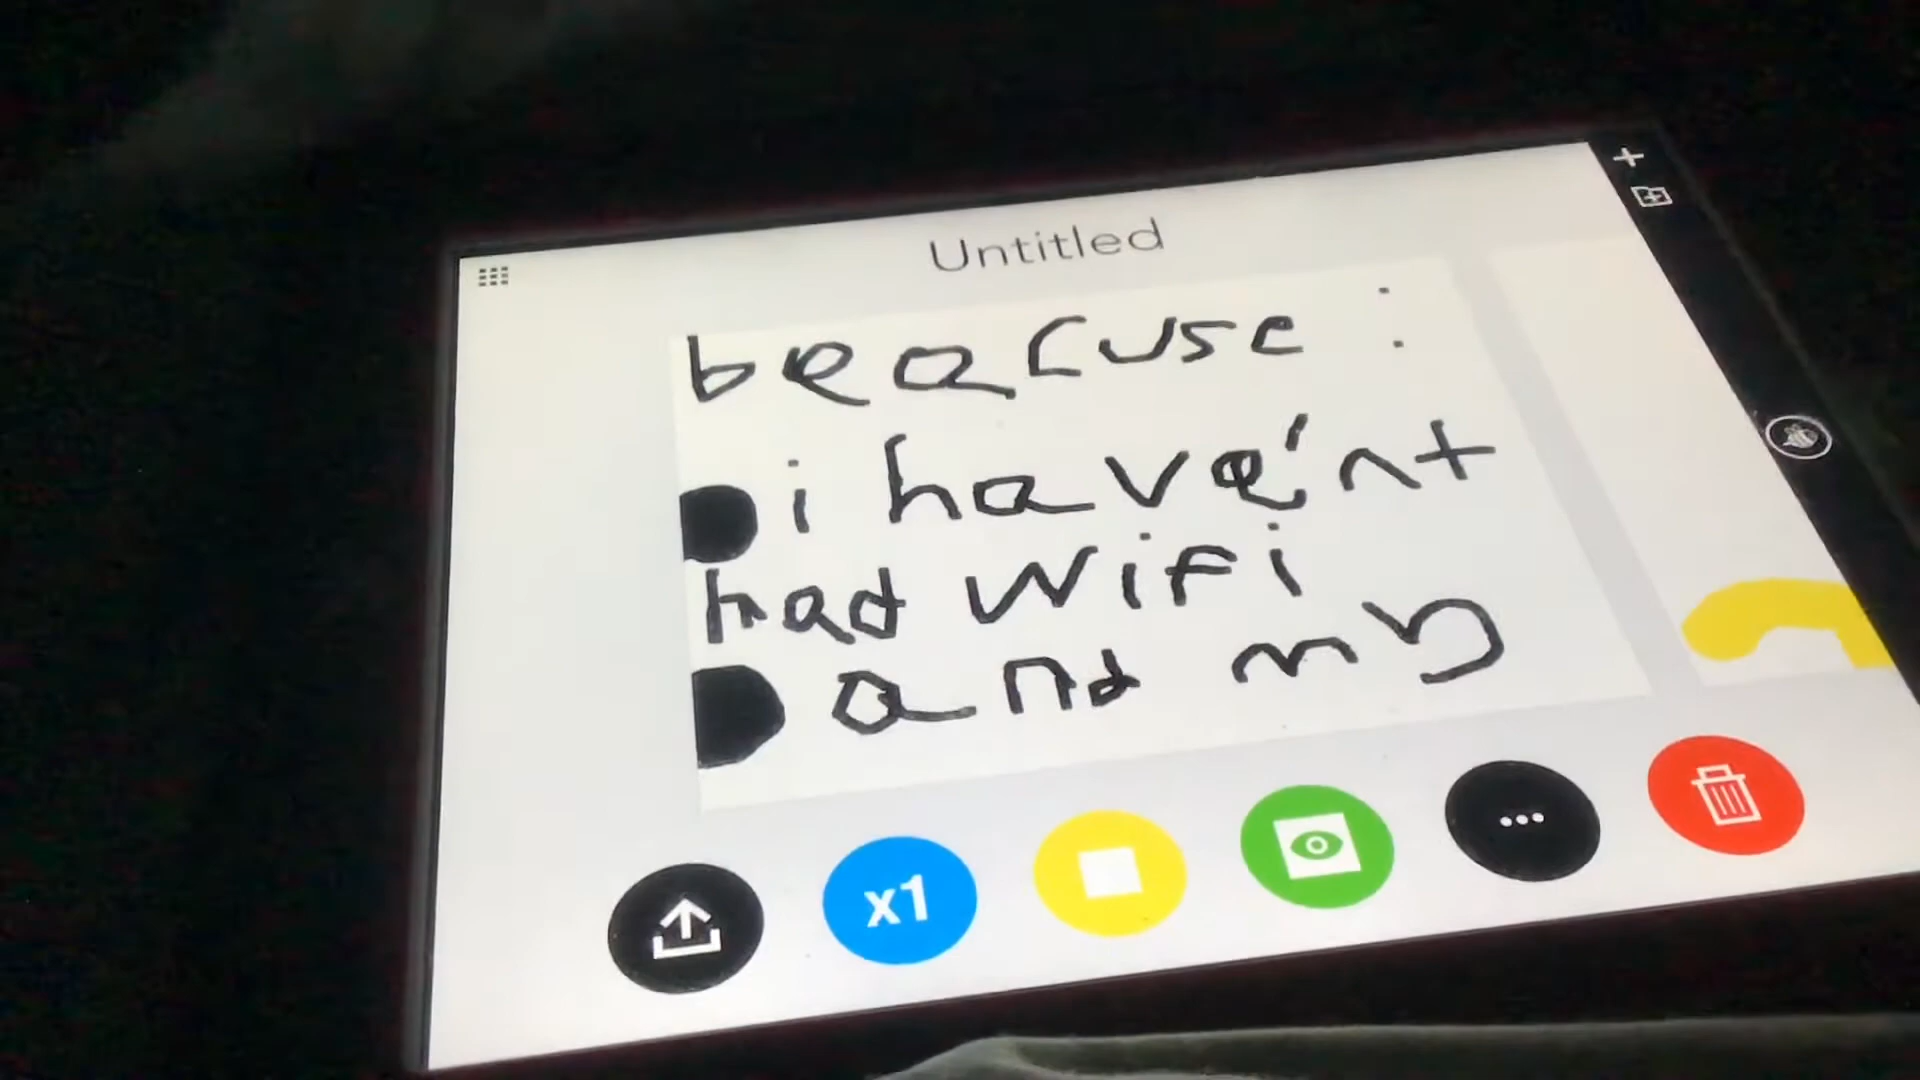 Untitled
beacuse :
i have'nt
had wifi
and my
x1